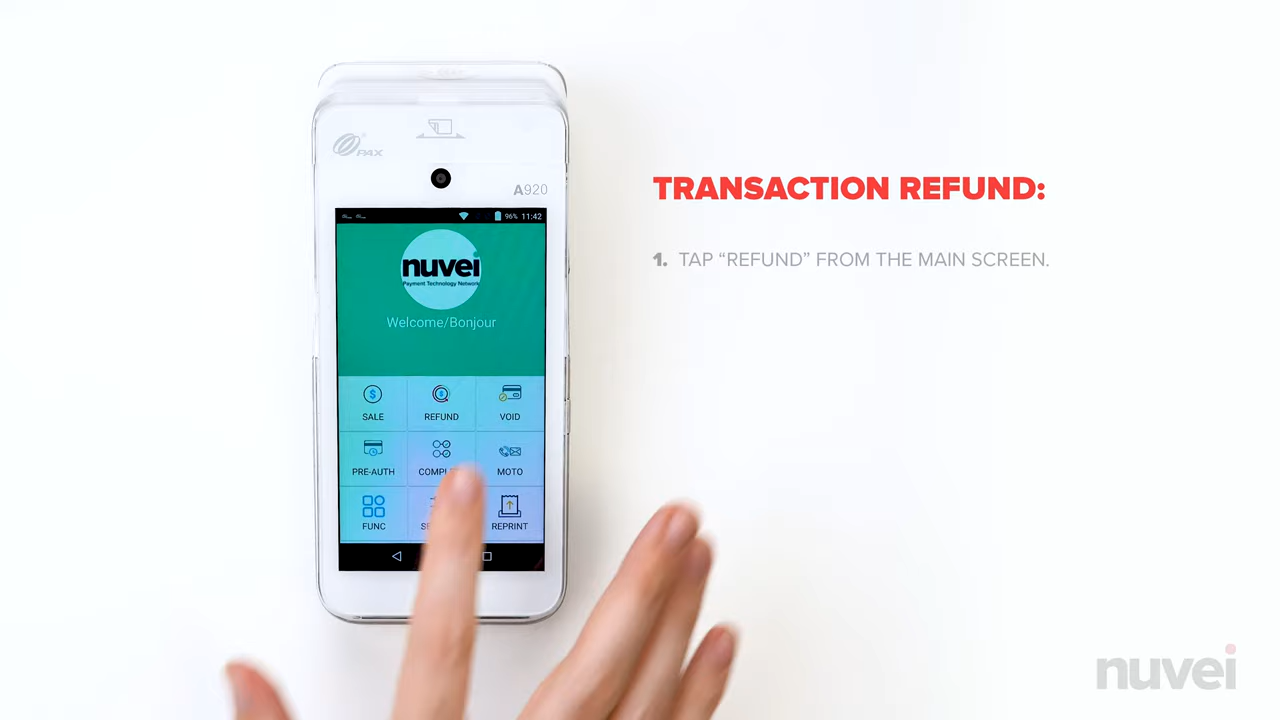 PAX
A920
96% 11:42
nuvei
Payment Technology Network
Welcome/Bonjour
SALE REFUND VOID
PRE-AUTH MOTO
FUNC REPRINT
TRANSACTION REFUND:
1. TAP “REFUND” FROM THE MAIN SCREEN.
nuvei